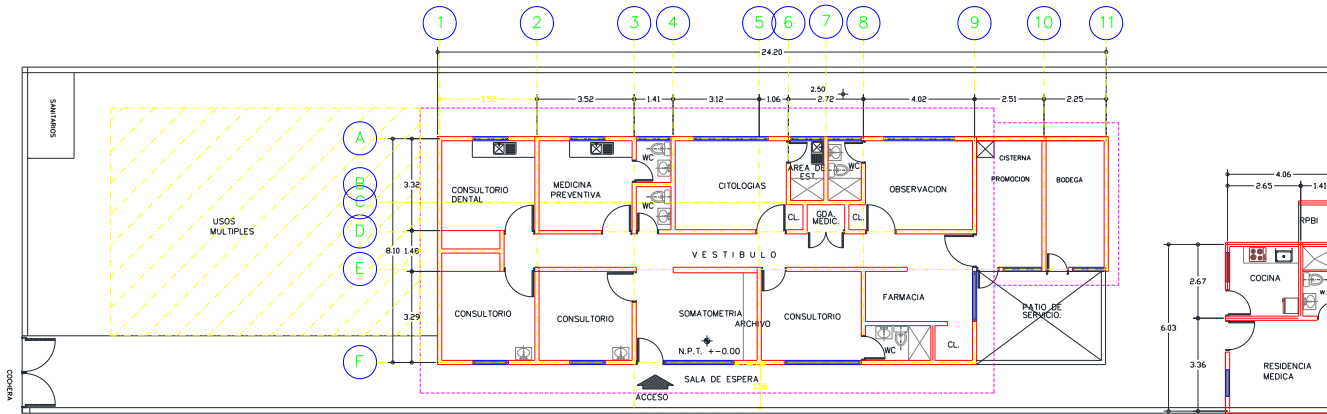 1 2 3 4 5 6 7 8 9 10 11
24.20
3.52 3.52 1.41 3.12 1.06 2.72 4.02 2.51 2.25
2.50
SANITARIOS
A
B
C
D
E
F
3.32
8.10 1.46
3.29
USOS
MULTIPLES
COCHERA
CONSULTORIO
DENTAL
MEDICINA
PREVENTIVA
WC
WC
CITOLOGIAS
AREA DE
EST.
WC
OBSERVACION
CISTERNA
PROMOCION
BODEGA
CL.
GDA.
MEDIC.
CL.
VESTIBULO
CONSULTORIO
CONSULTORIO
SOMATOMETRIA
ARCHIVO
CONSULTORIO
FARMACIA
WC
CL.
PATIO DE
SERVICIO.
N.P.T. +-0.00
SALA DE ESPERA
ACCESO
4.06
2.65 1.41
RPBI
COCINA
2.67
6.03
3.36
RESIDENCIA
MEDICA